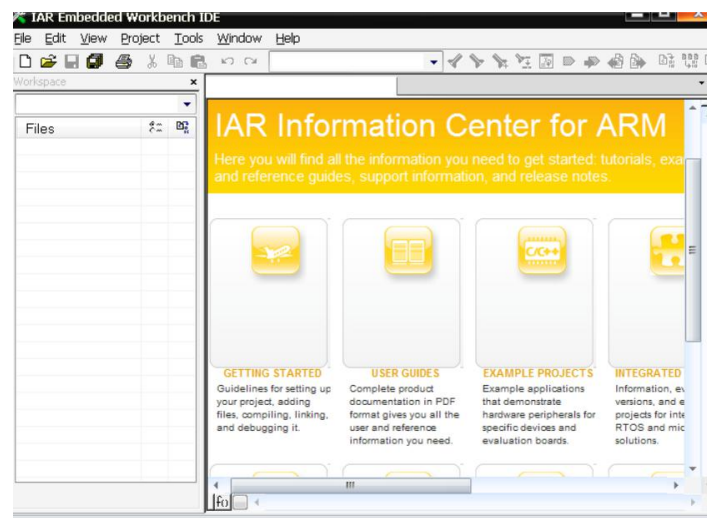 IAR Embedded Workbench IDE
File Edit View Project Tools Window Help
Workspace
Files
IAR Information Center for ARM
Here you will find all the information you need to get started: tutorials, exa
and reference guides, support information, and release notes.
C/C++
GETTING STARTED
Guidelines for setting up
your project, adding
files, compiling, linking,
and debugging it.
USER GUIDES
Complete product
documentation in PDF
format gives you all the
user and reference
information you need.
EXAMPLE PROJECTS
Example applications
that demonstrate
hardware peripherals for
specific devices and
evaluation boards.
INTEGRATED
Information, ev
versions, and e
projects for inte
RTOS and mic
solutions.
fo